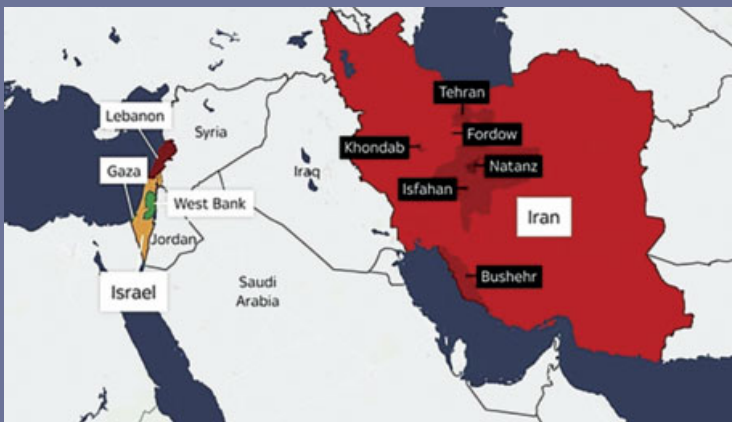 Tehran
Lebanon
Syria
Fordow
Khondab
Gaza
Iraq
Natanz
Isfahan
West Bank
Iran
Jordan
Bushehr
Israel
Saudi
Arabia